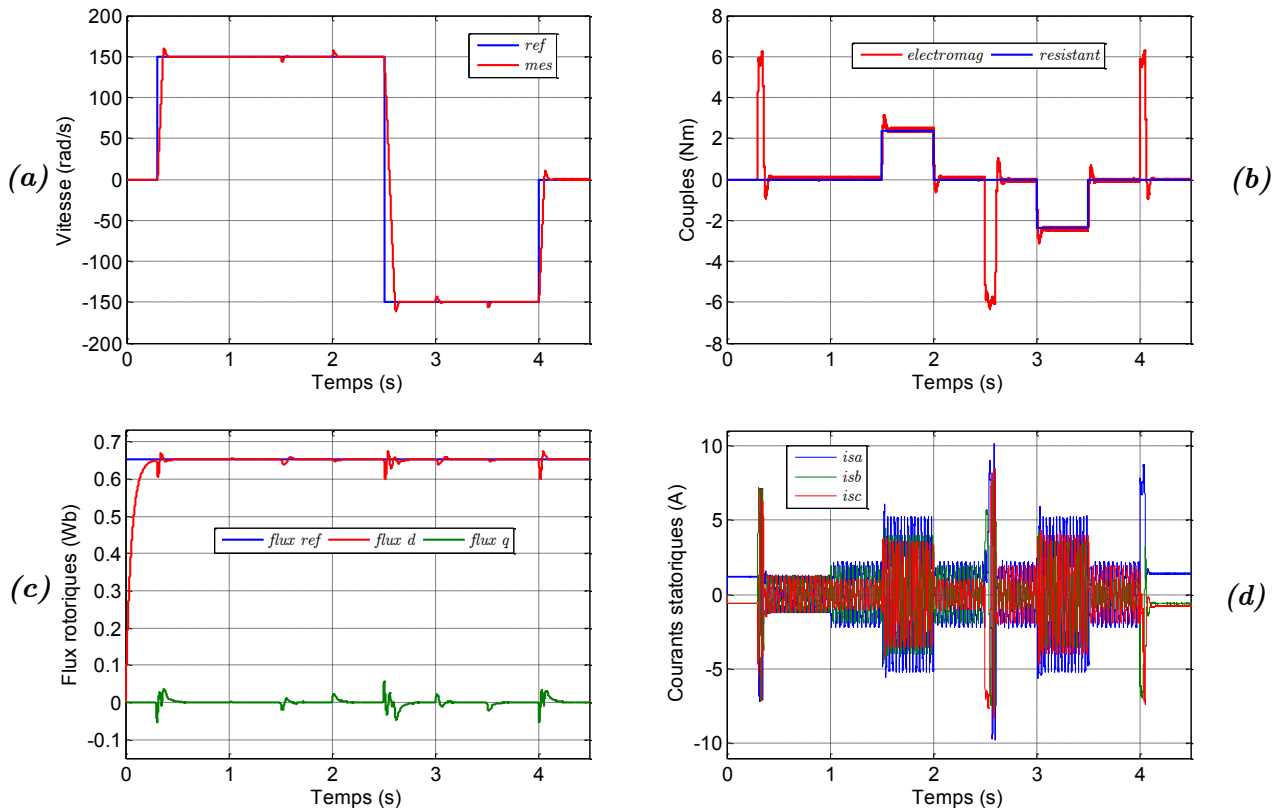 (a)
Vitesse (rad/s)
200
150
100
50
0
-50
-100
-150
-200
ref
mes
0 1 2 3 4
Temps (s)
(b)
Couples (Nm)
8
6
4
2
0
-2
-4
-6
-8
electromag resistant
0 1 2 3 4
Temps (s)
(c)
Flux rotoriques (Wb)
0.7
0.6
0.5
0.4
0.3
0.2
0.1
0
-0.1
flux ref flux d flux q
0 1 2 3 4
Temps (s)
(d)
Courants statoriques (A)
10
5
0
-5
-10
isa
isb
isc
0 1 2 3 4
Temps (s)